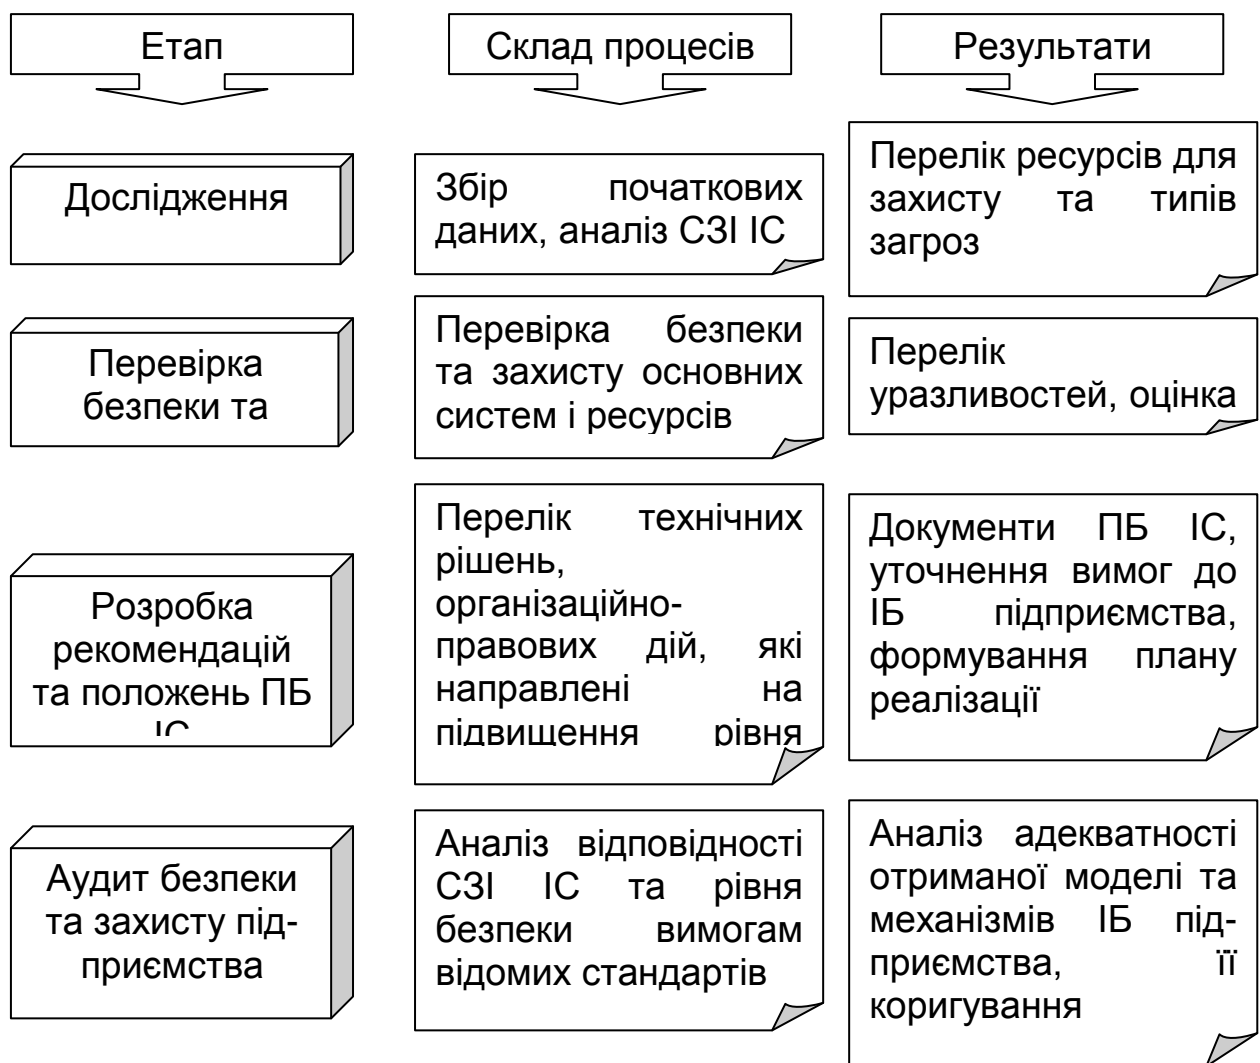 Етап
Склад процесів
Результати
Дослідження
Збір початкових
даних, аналіз СЗІ ІС
Перелік ресурсів для
захисту та типів
загроз
Перевірка
безпеки та
Перевірка безпеки
та захисту основних
систем і ресурсів
Перелік
уразливостей, оцінка
Розробка
рекомендацій
та положень ПБ
ІС
Перелік технічних
рішень,
організаційно-
правових дій, які
направлені на
підвищення рівня
Документи ПБ ІС,
уточнення вимог до
ІБ підприємства,
формування плану
реалізації
Аудит безпеки
та захисту під-
приємства
Аналіз відповідності
СЗІ ІС та рівня
безпеки вимогам
відомих стандартів
Аналіз адекватності
отриманої моделі та
механізмів ІБ під-
приємства, її
коригування